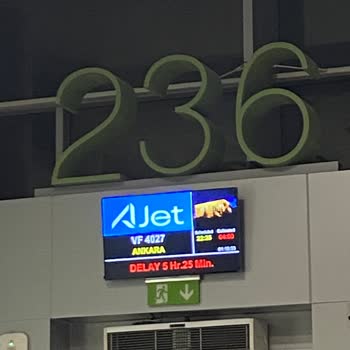 236
AJet
VF 4027
ANKARA
DELAY 5 Hr.25 Min.